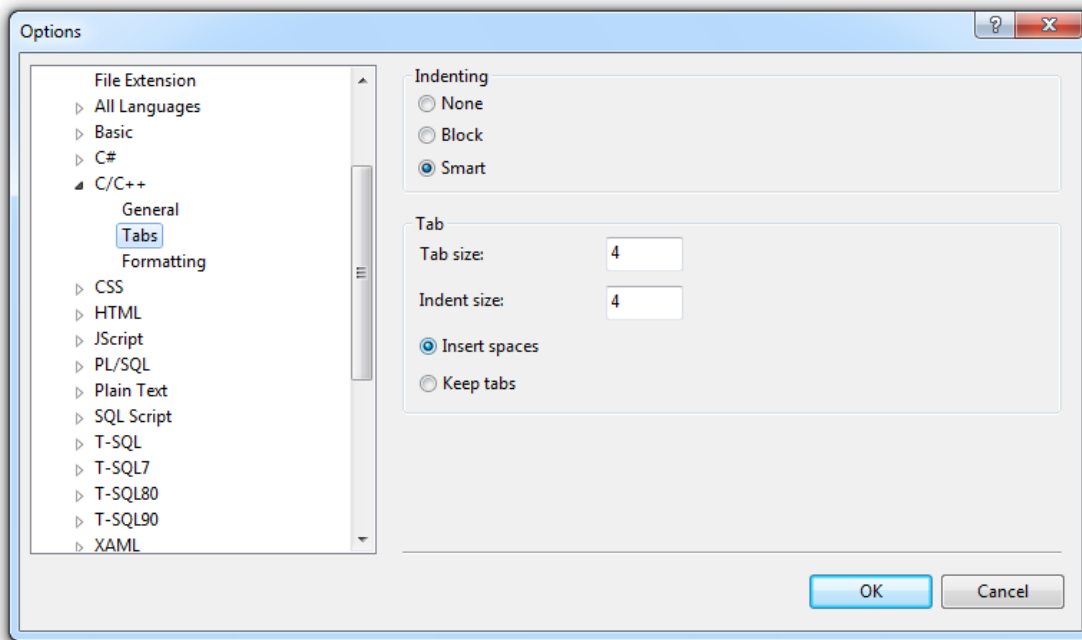 Options
File Extension
All Languages
Basic
C#
C/C++
General
Tabs
Formatting
CSS
HTML
JScript
PL/SQL
Plain Text
SQL Script
T-SQL
T-SQL7
T-SQL80
T-SQL90
XAML
Indenting
None
Block
Smart
Tab
Tab size: 4
Indent size: 4
Insert spaces
Keep tabs
OK Cancel